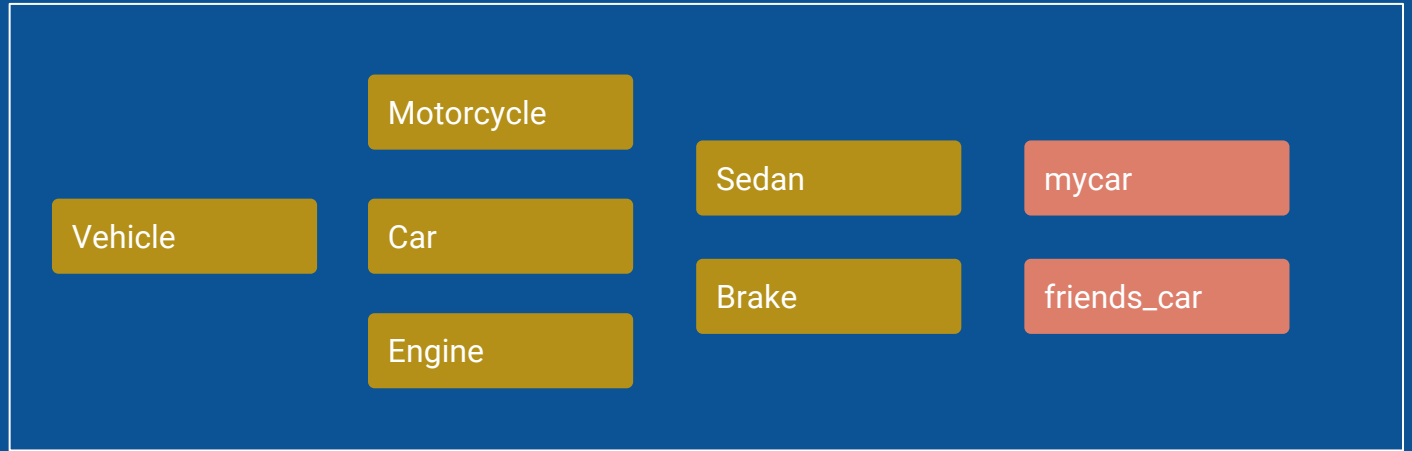 Vehicle
Motorcycle
Car
Engine
Sedan
Brake
mycar
friends_car